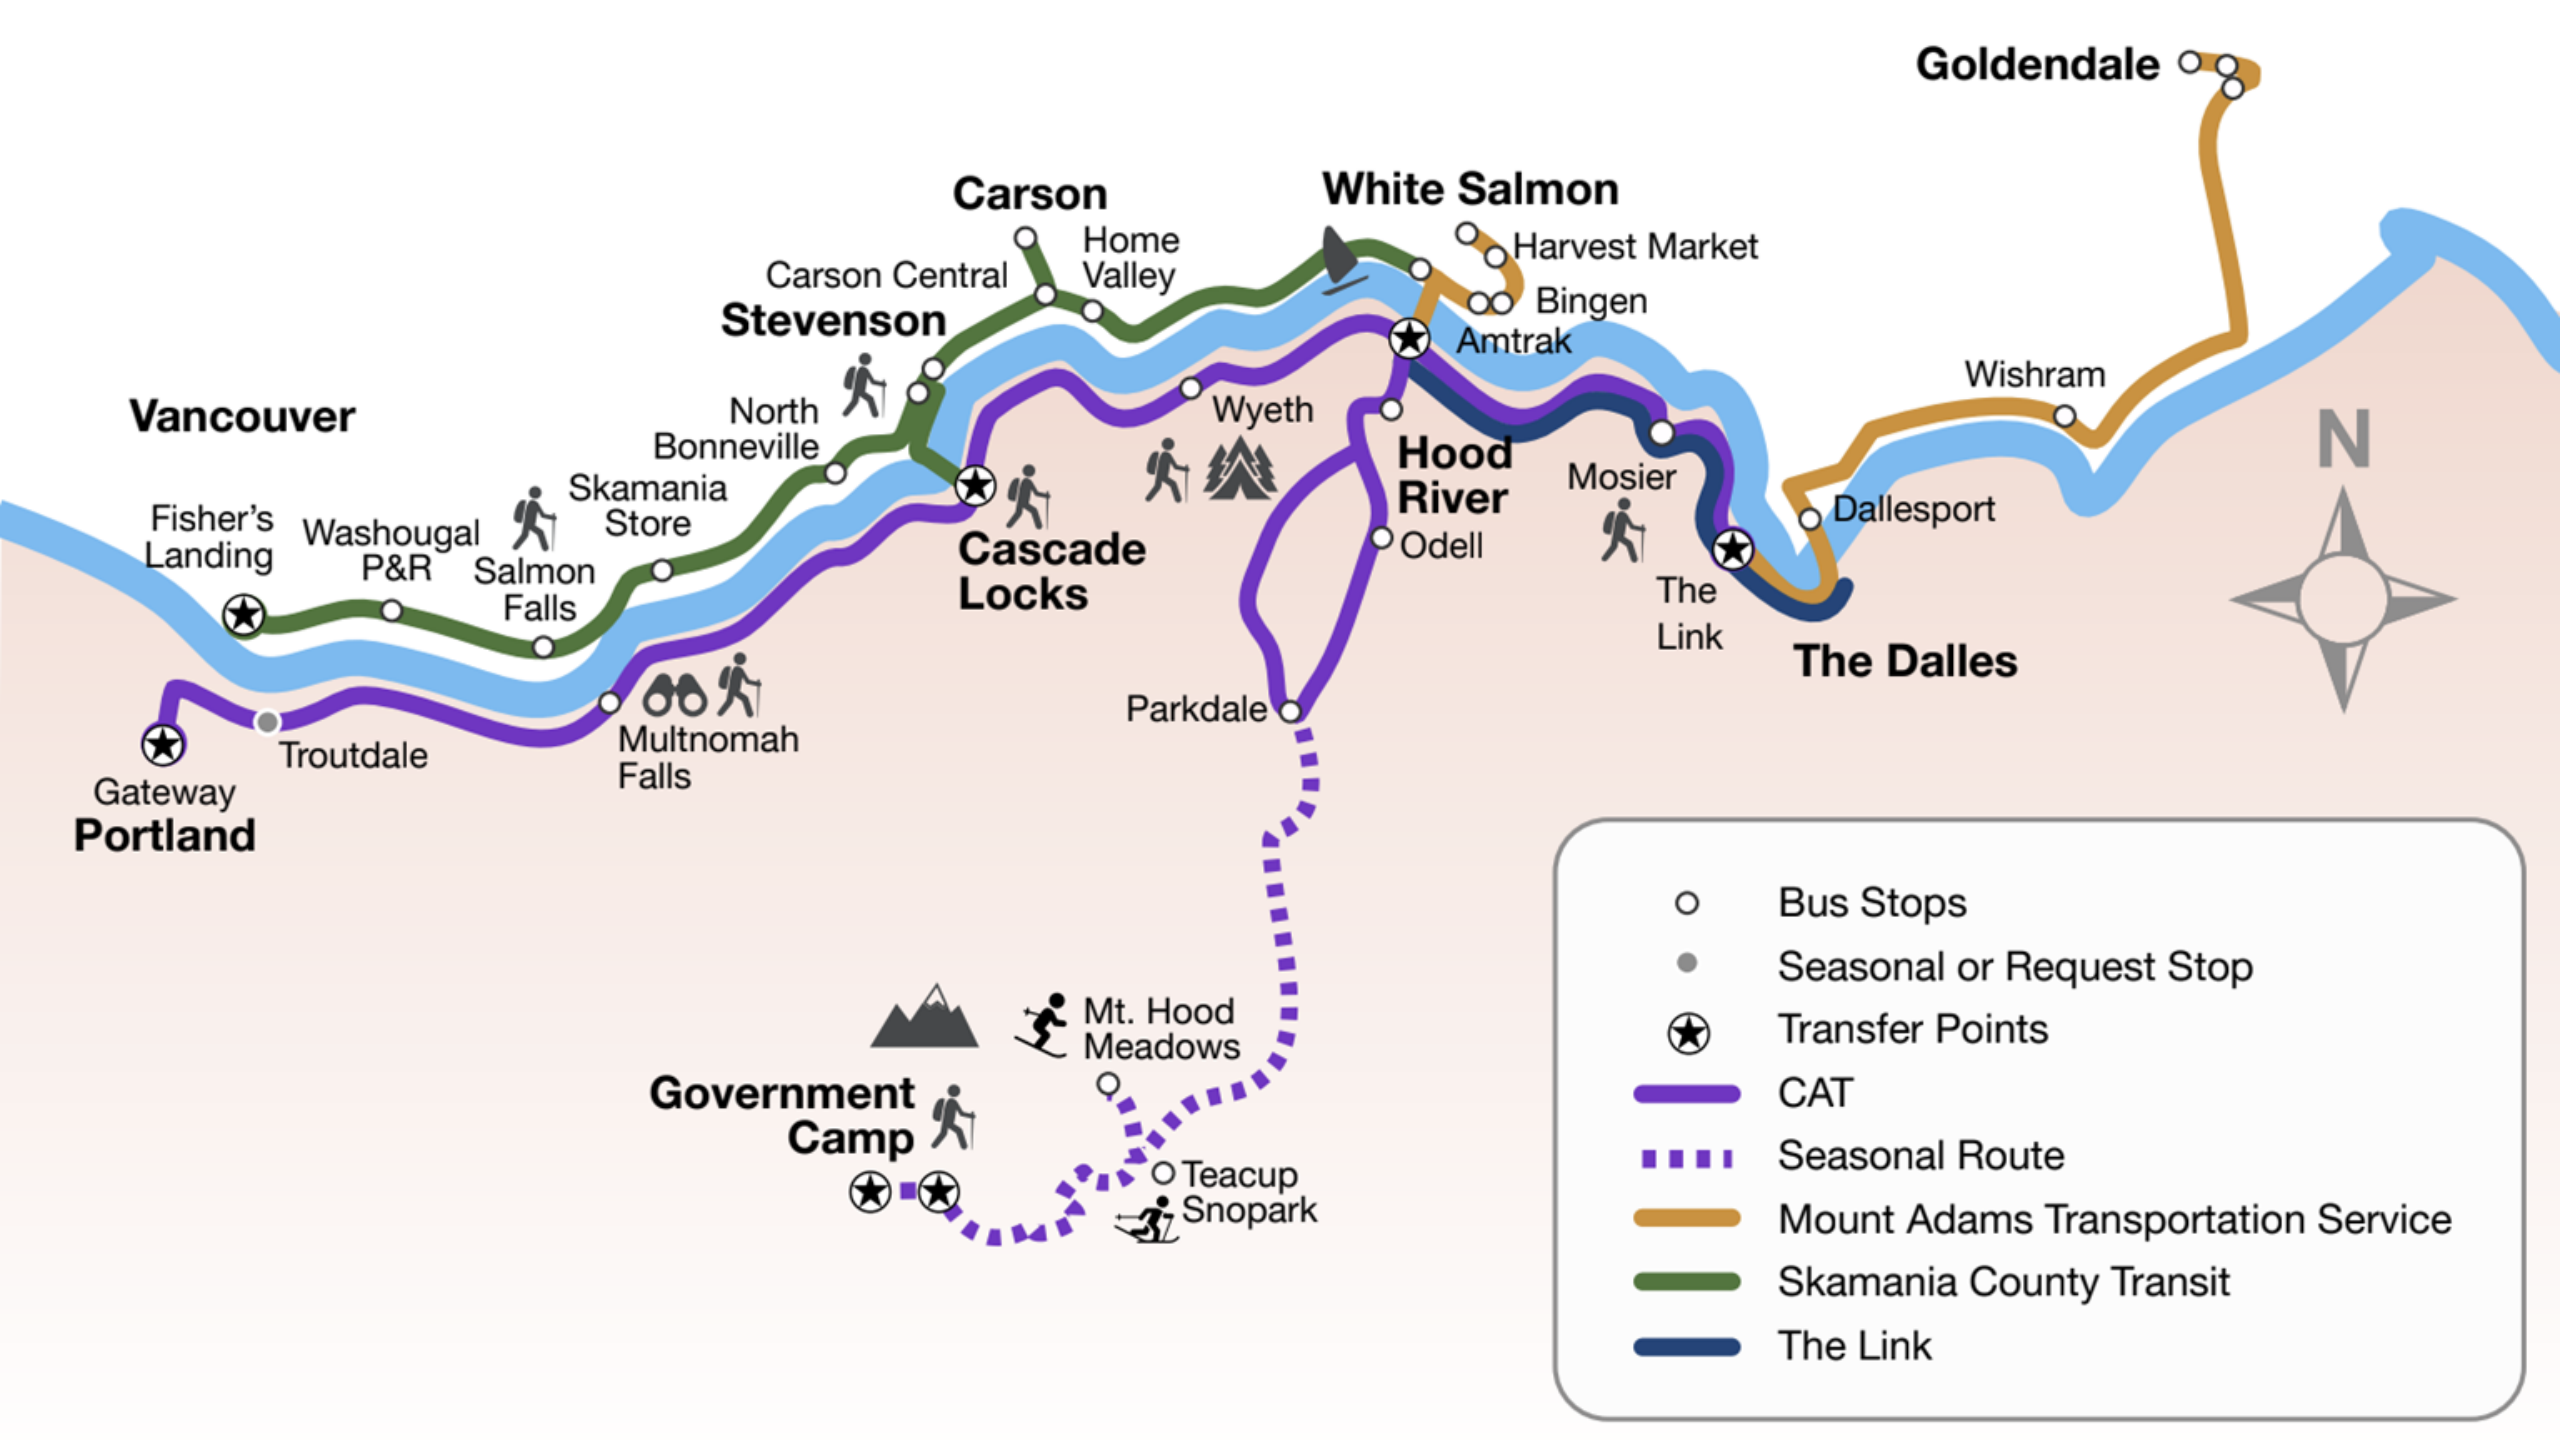 Goldendale
White Salmon
Carson
Harvest Market
Home
Valley
Carson Central
Bingen
Stevenson
Amtrak
Wishram
Vancouver
North
Bonneville
Wyeth
N
Hood
River
Mosier
Skamania
Store
Fisher's
Landing
Washougal
P&R
Salmon
Falls
Dallesport
Cascade
Locks
Odell
The
Link
The Dalles
Parkdale
Multnomah
Falls
Troutdale
Gateway
Portland
Mt. Hood
Meadows
Government
Camp
Teacup
Snopark
Bus Stops
Seasonal or Request Stop
Transfer Points
CAT
Seasonal Route
Mount Adams Transportation Service
Skamania County Transit
The Link